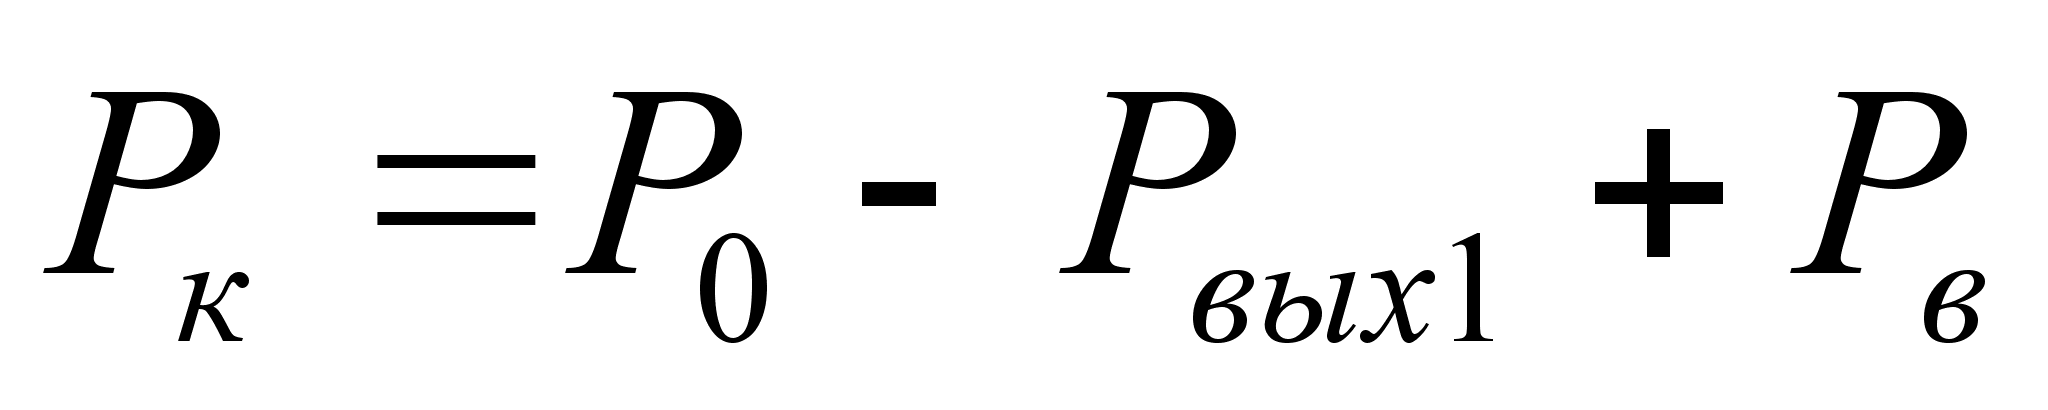 Pк = P0 - Pвых1 + Pв